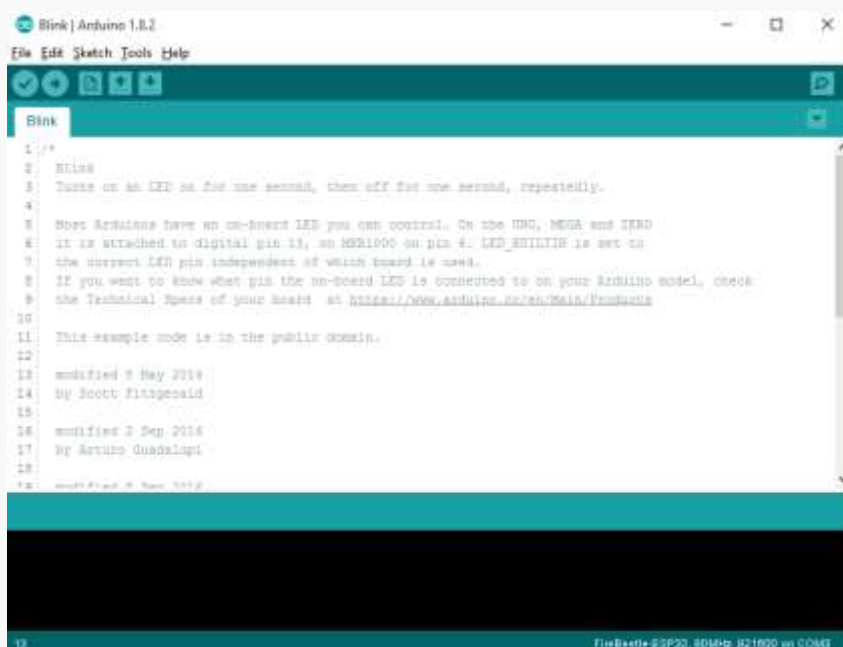 Blink | Arduino 1.8.2
File Edit Sketch Tools Help
Blink
1 /*
2 Blink
3 Turns on an LED on for one second, then off for one second, repeatedly.
4
5 Most Arduinos have an on-board LED you can control. On the UNO, MEGA and ZERO
6 it is attached to digital pin 13, on MKR1000 on pin 6. LED_BUILTIN is set to
7 the correct LED pin independent of which board is used.
8 If you want to know what pin the on-board LED is connected to on your Arduino model, check
9 the Technical Specs of your board at https://www.arduino.cc/en/Main/Products
10
11 This example code is in the public domain.
12
13 modified 8 May 2014
14 by Scott Fitzgerald
15
16 modified 2 Sep 2016
17 by Arturo Guadalupi
18
19 modified 8 Sep 2016
13 FireBeetle-ESP32, 80MHz, 921600 on COM3